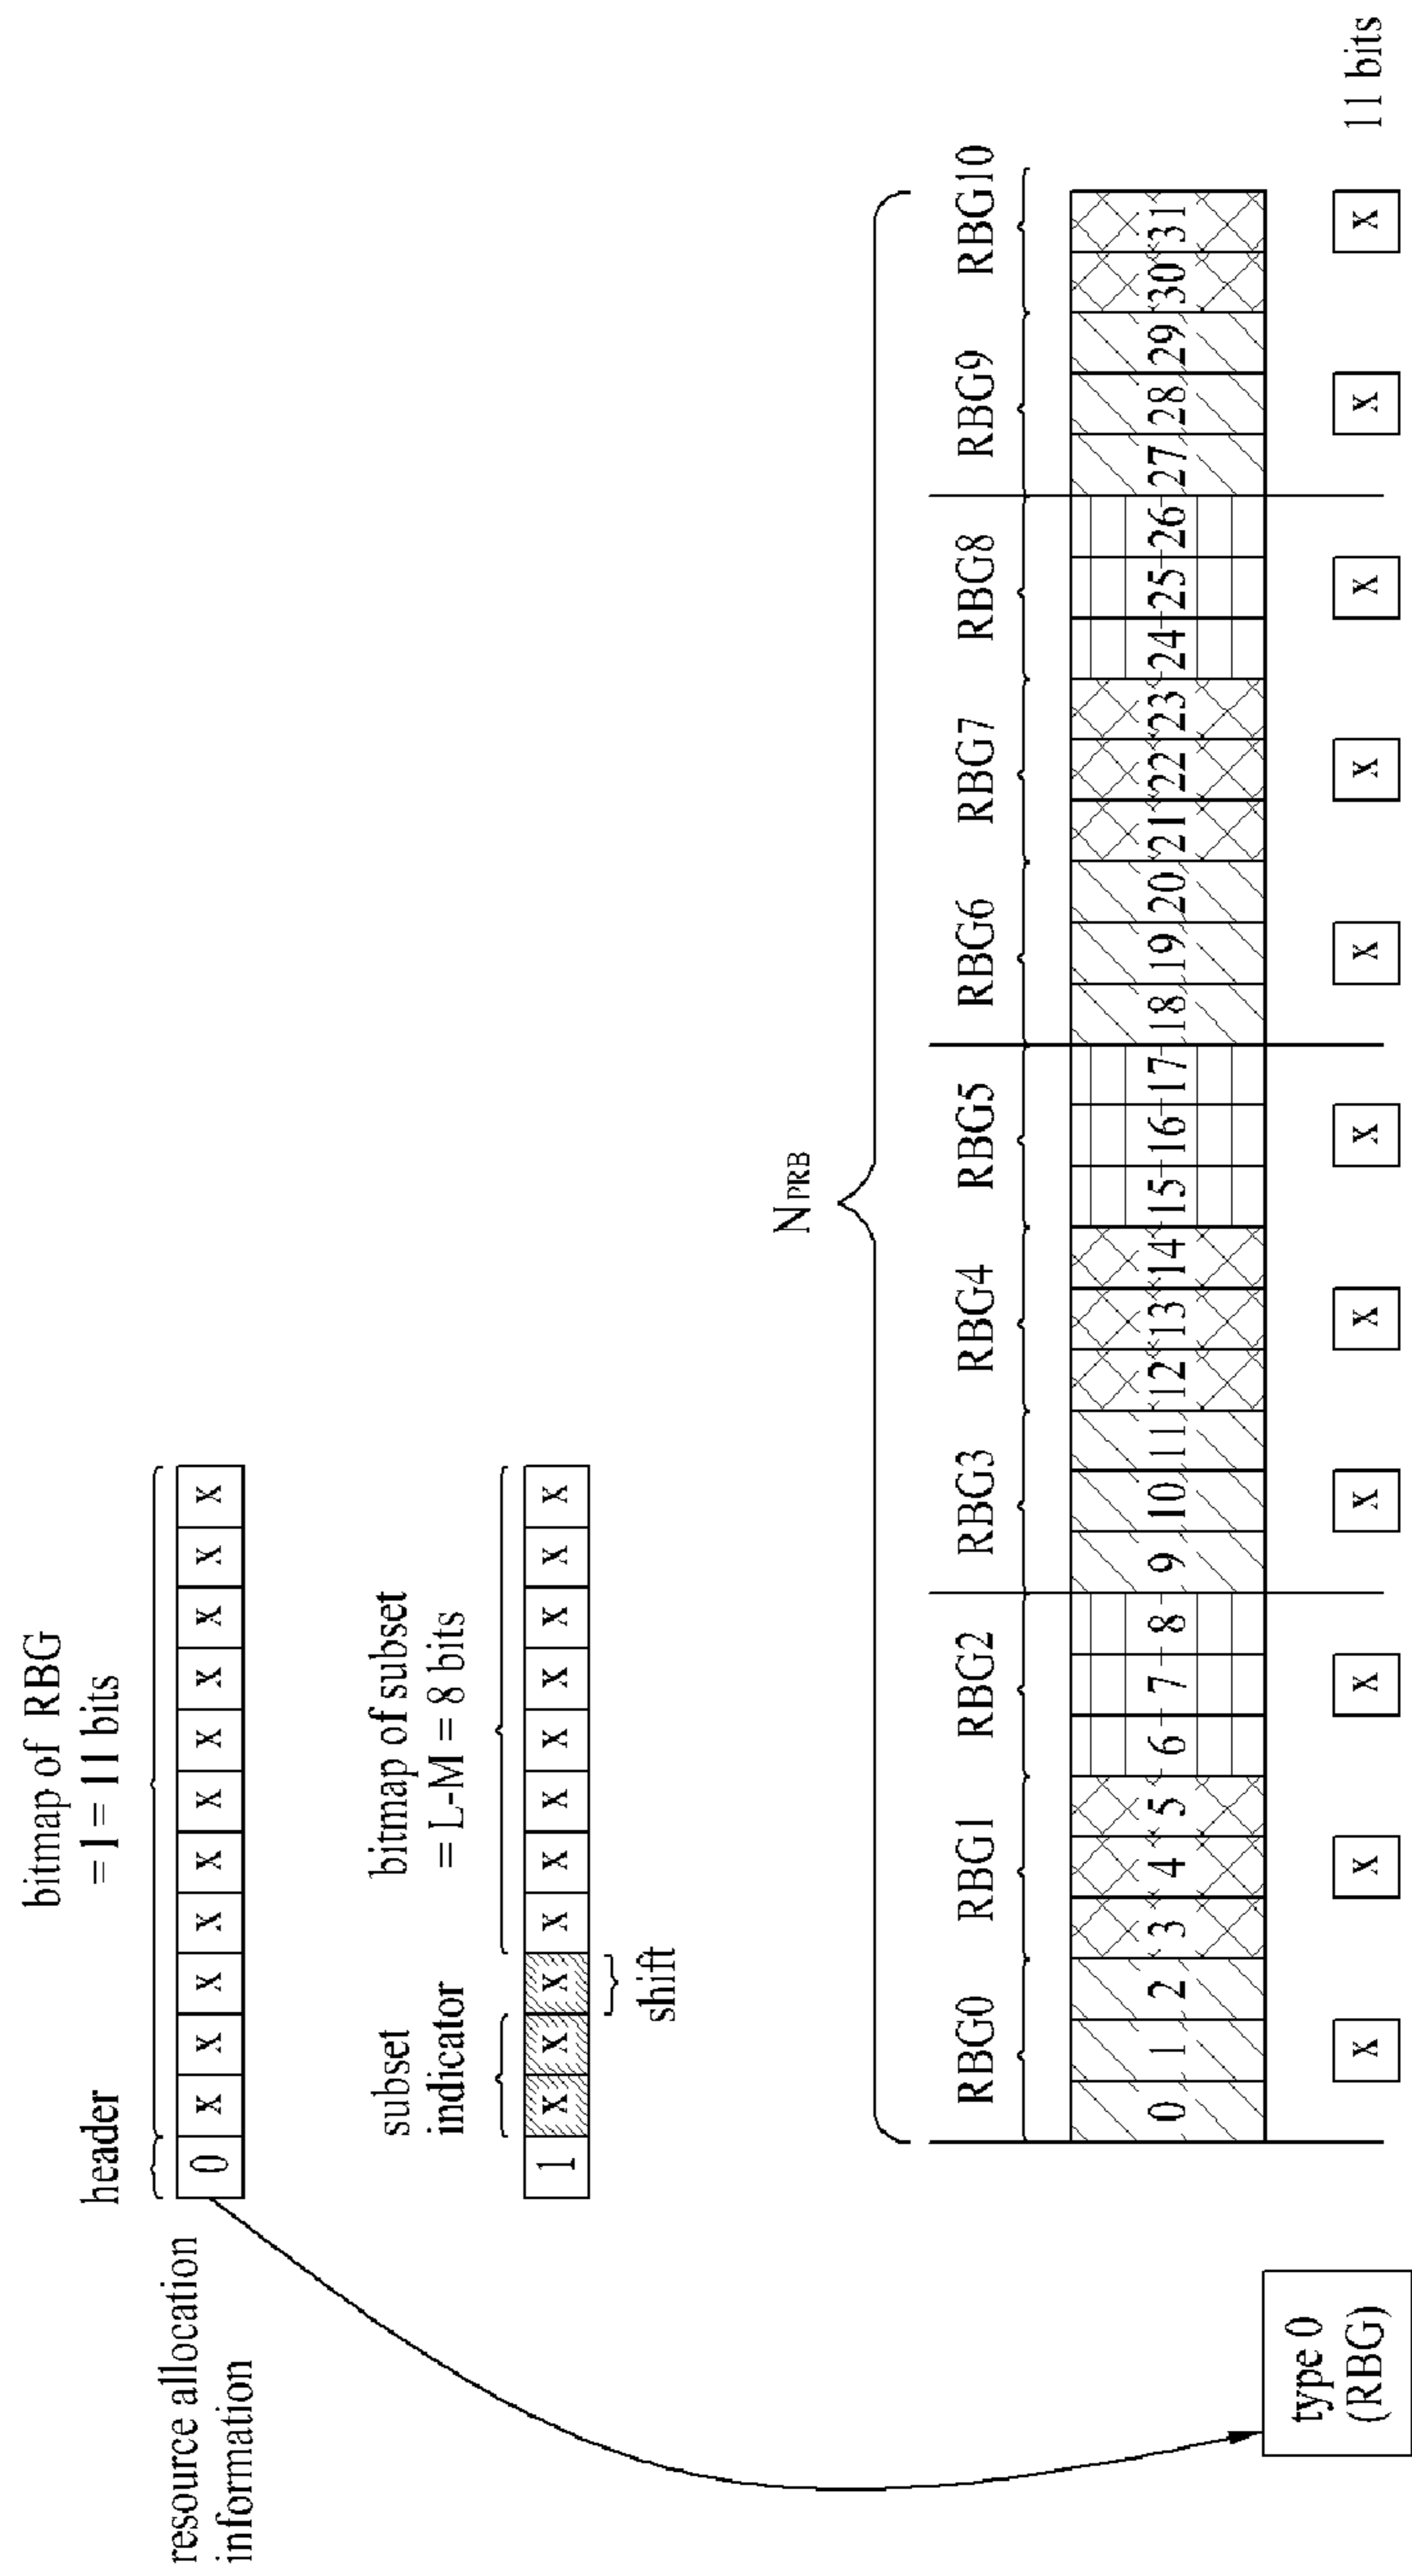 bitmap of RBG
= l = 11 bits
header
resource allocation
information
0 x x x x x x x x x x x
subset
indicator
bitmap of subset
= L-M = 8 bits
1 x x x x x x x x x x x
shift
NPRB
RBG0 RBG1 RBG2 RBG3 RBG4 RBG5 RBG6 RBG7 RBG8 RBG9 RBG10
0 1 2 3 4 5 6 7 8 9 10 11 12 13 14 15 16 17 18 19 20 21 22 23 24 25 26 27 28 29 30 31
type 0
(RBG)
x x x x x x x x x x x 11 bits